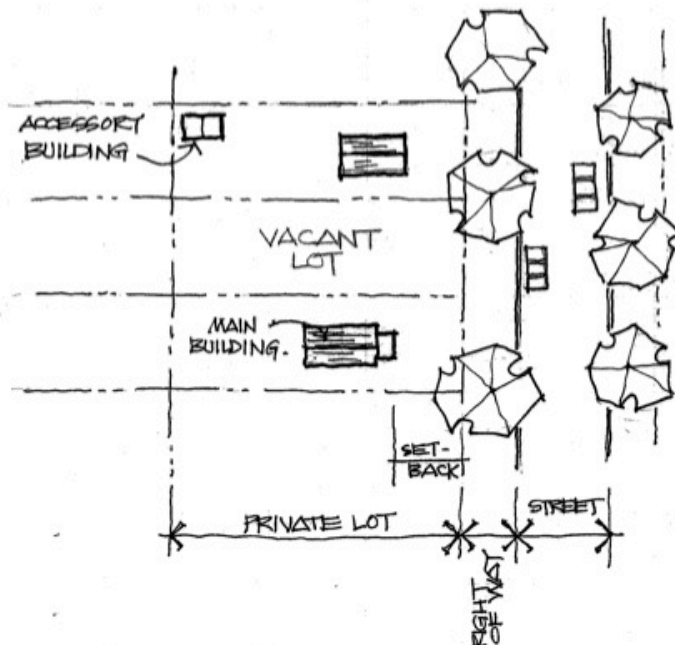 ACCESSORY
BUILDING
VACANT
LOT
MAIN
BUILDING.
SET-
BACK
PRIVATE LOT
STREET
RIGHT
OF WAY